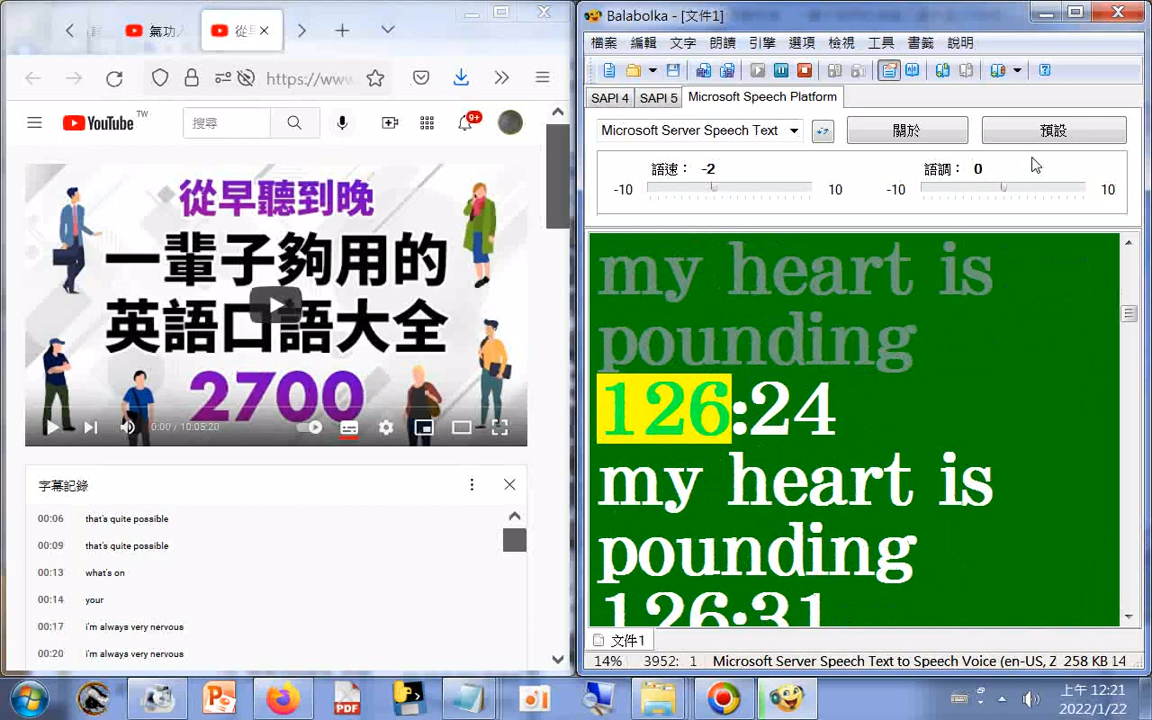 氣功
從
https://www
YouTube TW
搜尋
9+
從早聽到晚
一輩子夠用的
英語口語大全
2700
0:00 / 10:05:20
字幕記錄
00:06 that's quite possible
00:09 that's quite possible
00:13 what's on
00:14 your
00:17 i'm always very nervous
00:20 i'm always very nervous
Balabolka - [文件1]
檔案 編輯 文字 朗讀 引擎 選項 檢視 工具 書籤 說明
SAPI 4 SAPI 5 Microsoft Speech Platform
Microsoft Server Speech Text 關於 預設
語速： -2 語調： 0
-10 10 -10 10
my heart is
pounding
126:24
my heart is
pounding
126:31
文件1
14% 3952: 1 Microsoft Server Speech Text to Speech Voice (en-US, Z 258 KB 14
PDF
上午 12:21
2022/1/22